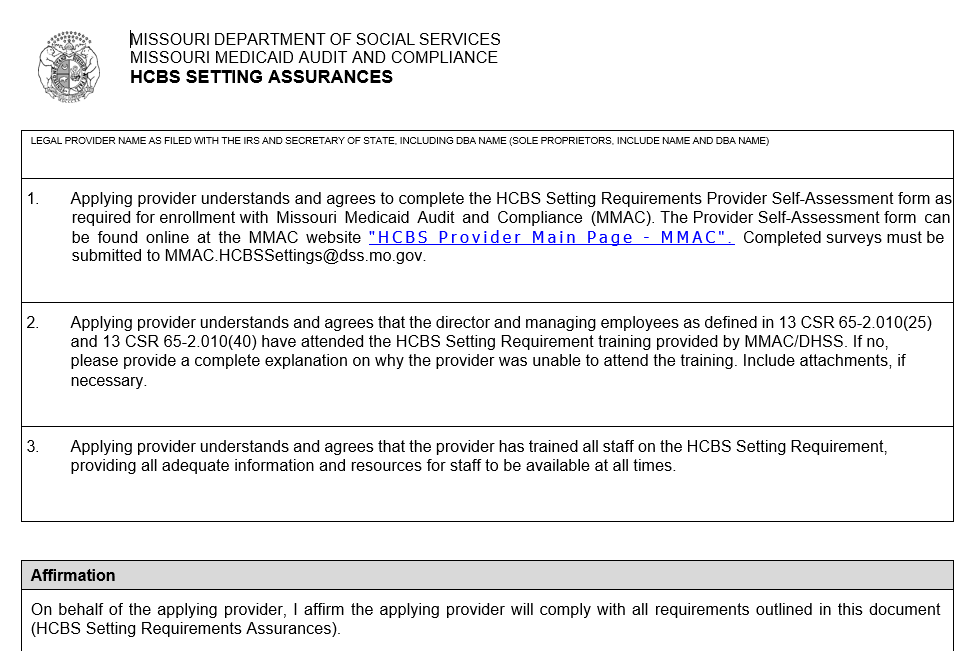 MISSOURI DEPARTMENT OF SOCIAL SERVICES
MISSOURI MEDICAID AUDIT AND COMPLIANCE
HCBS SETTING ASSURANCES
LEGAL PROVIDER NAME AS FILED WITH THE IRS AND SECRETARY OF STATE, INCLUDING DBA NAME (SOLE PROPRIETORS, INCLUDE NAME AND DBA NAME)
1. Applying provider understands and agrees to complete the HCBS Setting Requirements Provider Self-Assessment form as
required for enrollment with Missouri Medicaid Audit and Compliance (MMAC). The Provider Self-Assessment form can
be found online at the MMAC website "HCBS Provider Main Page - MMAC". Completed surveys must be
submitted to MMAC.HCBSSettings@dss.mo.gov.
2. Applying provider understands and agrees that the director and managing employees as defined in 13 CSR 65-2.010(25)
and 13 CSR 65-2.010(40) have attended the HCBS Setting Requirement training provided by MMAC/DHSS. If no,
please provide a complete explanation on why the provider was unable to attend the training. Include attachments, if
necessary.
3. Applying provider understands and agrees that the provider has trained all staff on the HCBS Setting Requirement,
providing all adequate information and resources for staff to be available at all times.
Affirmation
On behalf of the applying provider, I affirm the applying provider will comply with all requirements outlined in this document
(HCBS Setting Requirements Assurances).